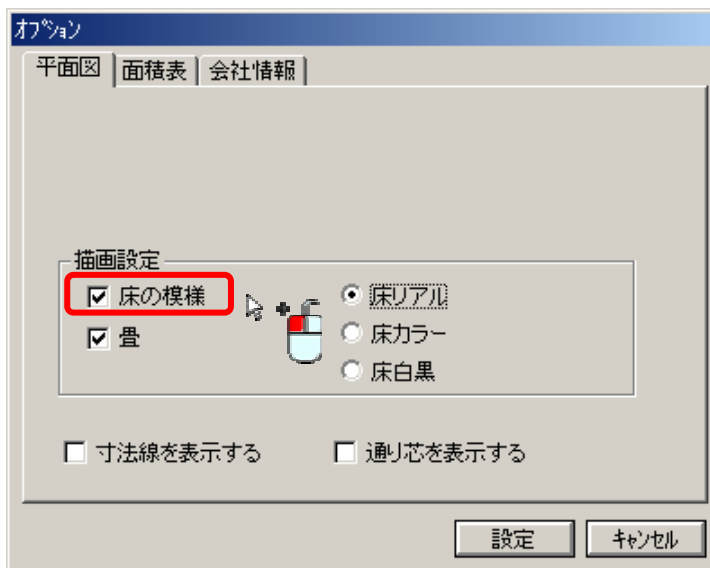 ｵﾌﾟｼｮﾝ
平面図 面積表 会社情報
描画設定
床の模様 床リアル
畳 床カラー
床白黒
寸法線を表示する 通り芯を表示する
設定 ｷｬﾝｾﾙ